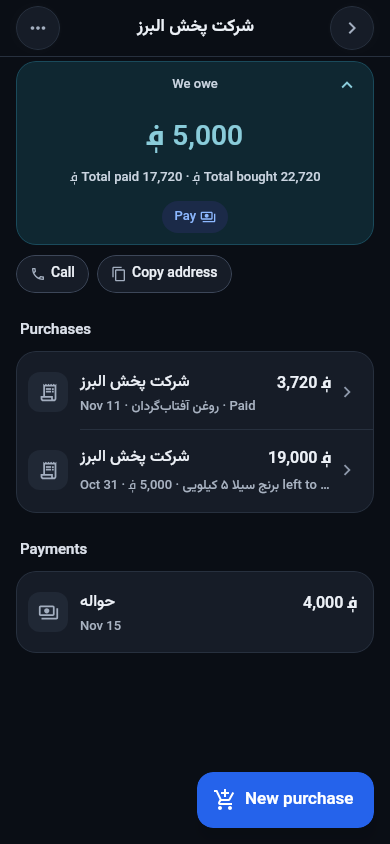 شرکت پخش البرز
We owe
؋ 5,000
؋ Total paid 17,720 · ؋ Total bought 22,720
Pay
Call
Copy address
Purchases
شرکت پخش البرز
3,720 ؋
Nov 11 · روغن آفتاب‌گردان · Paid
شرکت پخش البرز
19,000 ؋
Oct 31 · ؋ 5,000 · برنج سیلا ۵ کیلویی left to ...
Payments
حواله
4,000 ؋
Nov 15
New purchase